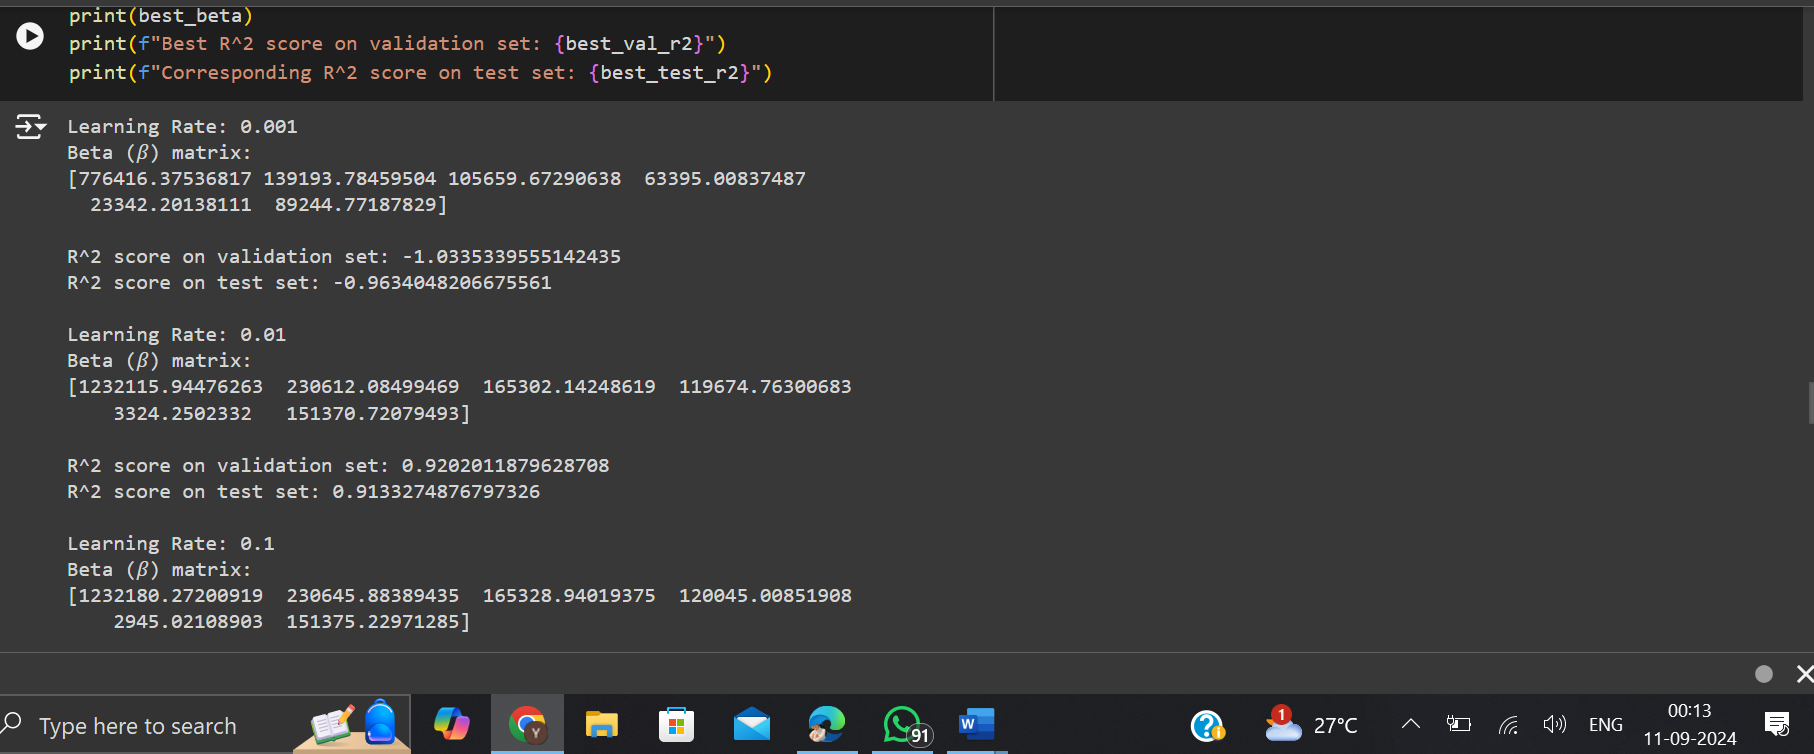 print(best_beta)
print(f"Best R^2 score on validation set: {best_val_r2}")
print(f"Corresponding R^2 score on test set: {best_test_r2}")
Learning Rate: 0.001
Beta (β) matrix:
[776416.37536817 139193.78459504 105659.67290638  63395.00837487
  23342.20138111  89244.77187829]
R^2 score on validation set: -1.0335339555142435
R^2 score on test set: -0.9634048206675561
Learning Rate: 0.01
Beta (β) matrix:
[1232115.94476263  230612.08499469  165302.14248619  119674.76300683
    3324.2502332   151370.72079493]
R^2 score on validation set: 0.9202011879628708
R^2 score on test set: 0.9133274876797326
Learning Rate: 0.1
Beta (β) matrix:
[1232180.27200919  230645.88389435  165328.94019375  120045.00851908
    2945.02108903  151375.22971285]
Type here to search
Y
91
W
?
1
27°C
ENG
00:13
11-09-2024